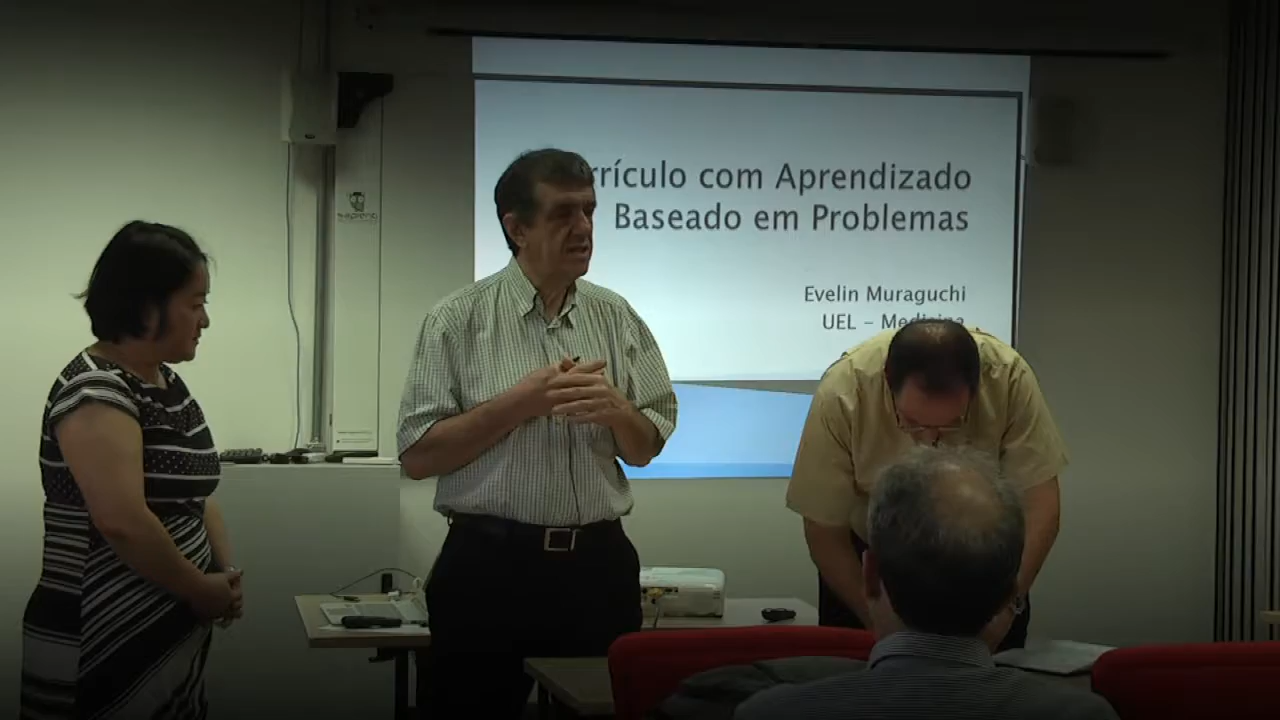 rrículo com Aprendizado
Baseado em Problemas
Evelin Muraguchi
UEL - Medicina